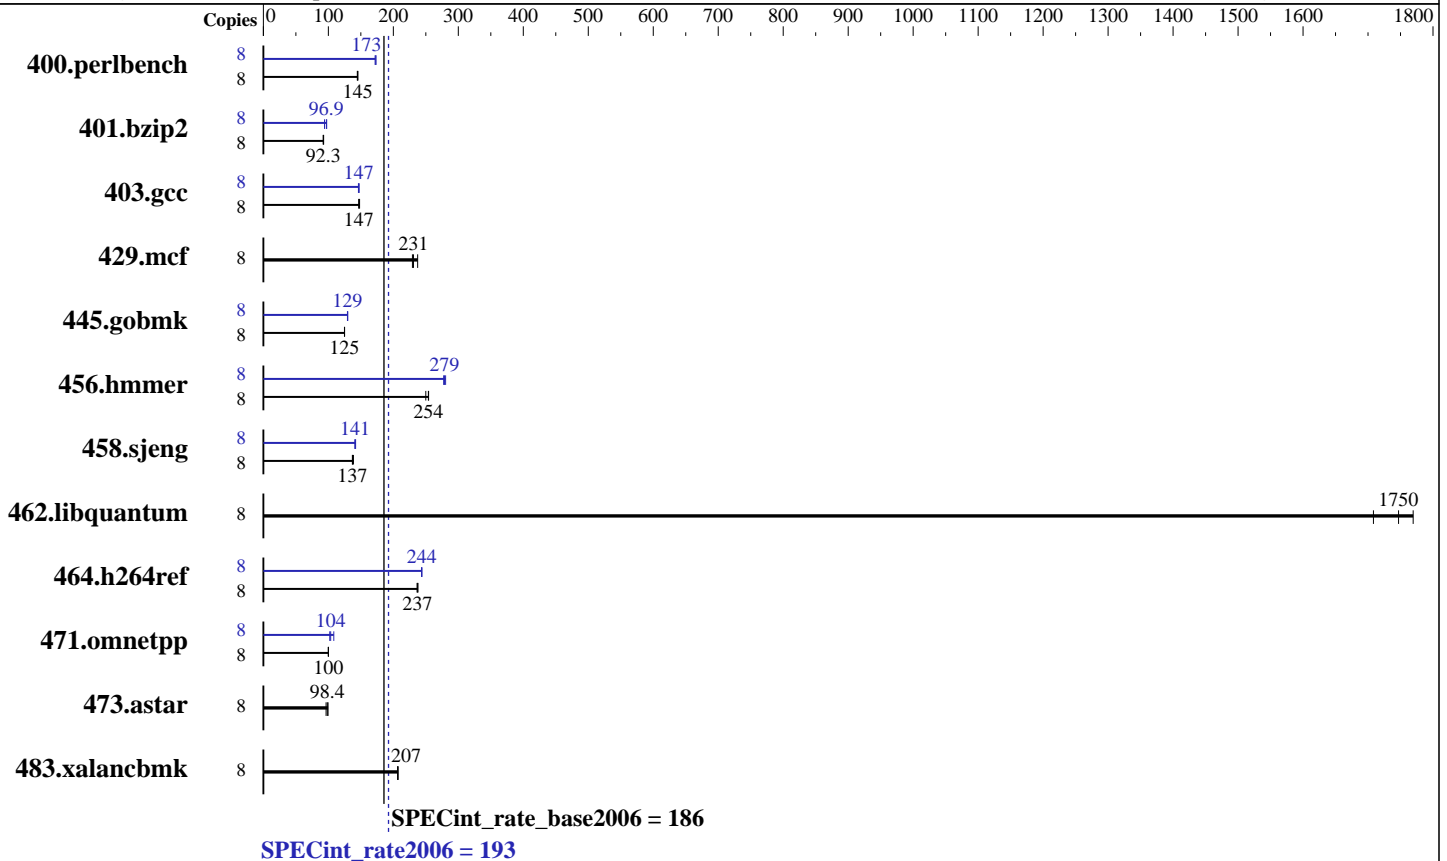 Copies 0 100 200 300 400 500 600 700 800 900 1000 1100 1200 1300 1400 1500 1600 1800
400.perlbench 8 173
8 145
401.bzip2 8 96.9
8 92.3
403.gcc 8 147
8 147
429.mcf 8 231
445.gobmk 8 129
8 125
456.hmmer 8 279
8 254
458.sjeng 8 141
8 137
462.libquantum 8 1750
464.h264ref 8 244
8 237
471.omnetpp 8 104
8 100
473.astar 8 98.4
483.xalancbmk 8 207
SPECint_rate_base2006 = 186
SPECint_rate2006 = 193